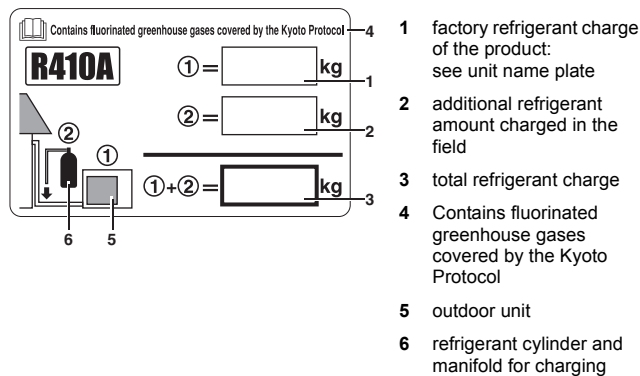 Contains fluorinated greenhouse gases covered by the Kyoto Protocol
4
R410A
①=
kg
1
②=
kg
2
②
①
①+②=
kg
3
6
5
1 factory refrigerant charge
of the product:
see unit name plate
2 additional refrigerant
amount charged in the
field
3 total refrigerant charge
4 Contains fluorinated
greenhouse gases
covered by the Kyoto
Protocol
5 outdoor unit
6 refrigerant cylinder and
manifold for charging